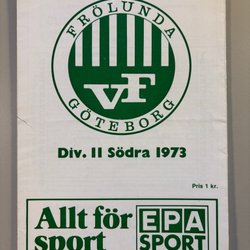 FRÖLUNDA
VF
GÖTEBORG
Div. II Södra 1973
Pris 1 kr.
Allt för
sport
EPA
SPORT